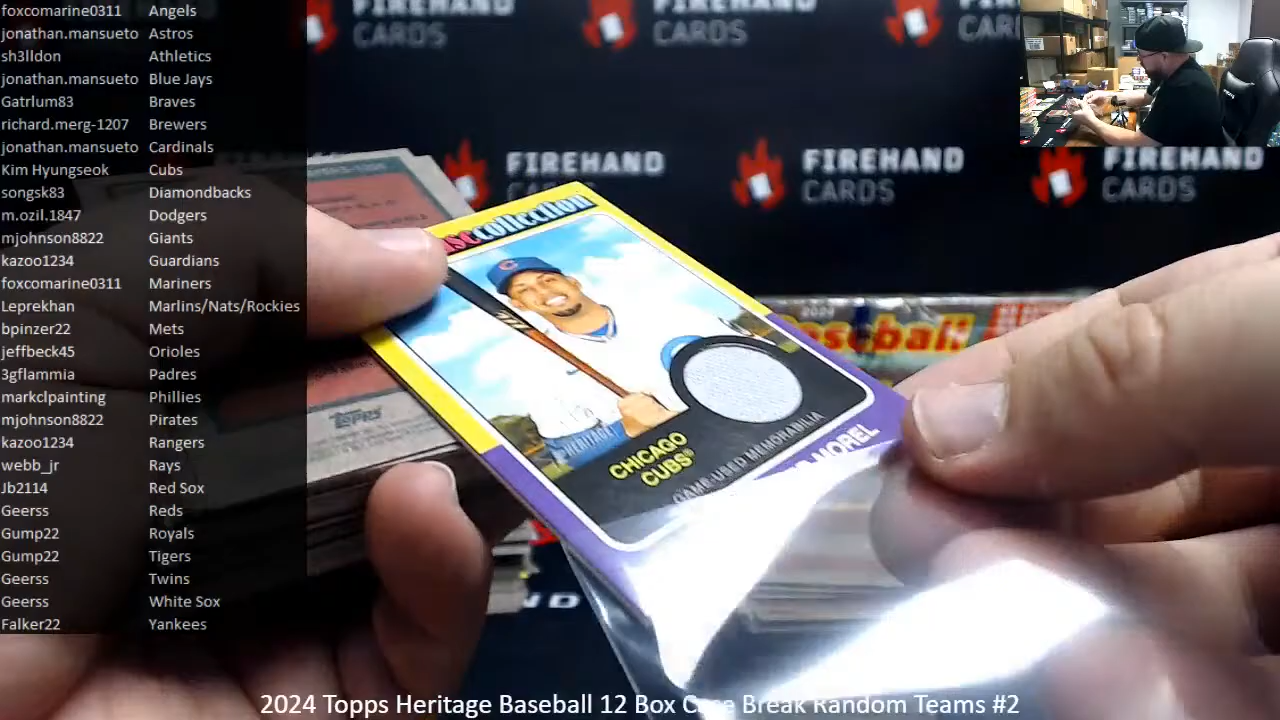 foxcomarine0311 Angels
jonathan.mansueto Astros
sh3lldon Athletics
jonathan.mansueto Blue Jays
Gatrlum83 Braves
richard.merg-1207 Brewers
jonathan.mansueto Cardinals
Kim Hyungseok Cubs
songsk83 Diamondbacks
m.ozil.1847 Dodgers
mjohnson8822 Giants
kazoo1234 Guardians
foxcomarine0311 Mariners
Leprekhan Marlins/Nats/Rockies
bpinzer22 Mets
jeffbeck45 Orioles
3gflammia Padres
markclpainting Phillies
mjohnson8822 Pirates
kazoo1234 Rangers
webb_jr Rays
Jb2114 Red Sox
Geerss Reds
Gump22 Royals
Gump22 Tigers
Geerss Twins
Geerss White Sox
Falker22 Yankees
FIREHAND
CARDS
FIREHAND
CARDS
FIREHAND
CARDS
FIREHAND
FIREHAND
CARDS
FIREHAND
CARDS
collection
HERITAGE
CHICAGO
CUBS
GAME-USED MEMORABILIA
MOREL
Topps
Baseball
2024 Topps Heritage Baseball 12 Box Case Break Random Teams #2